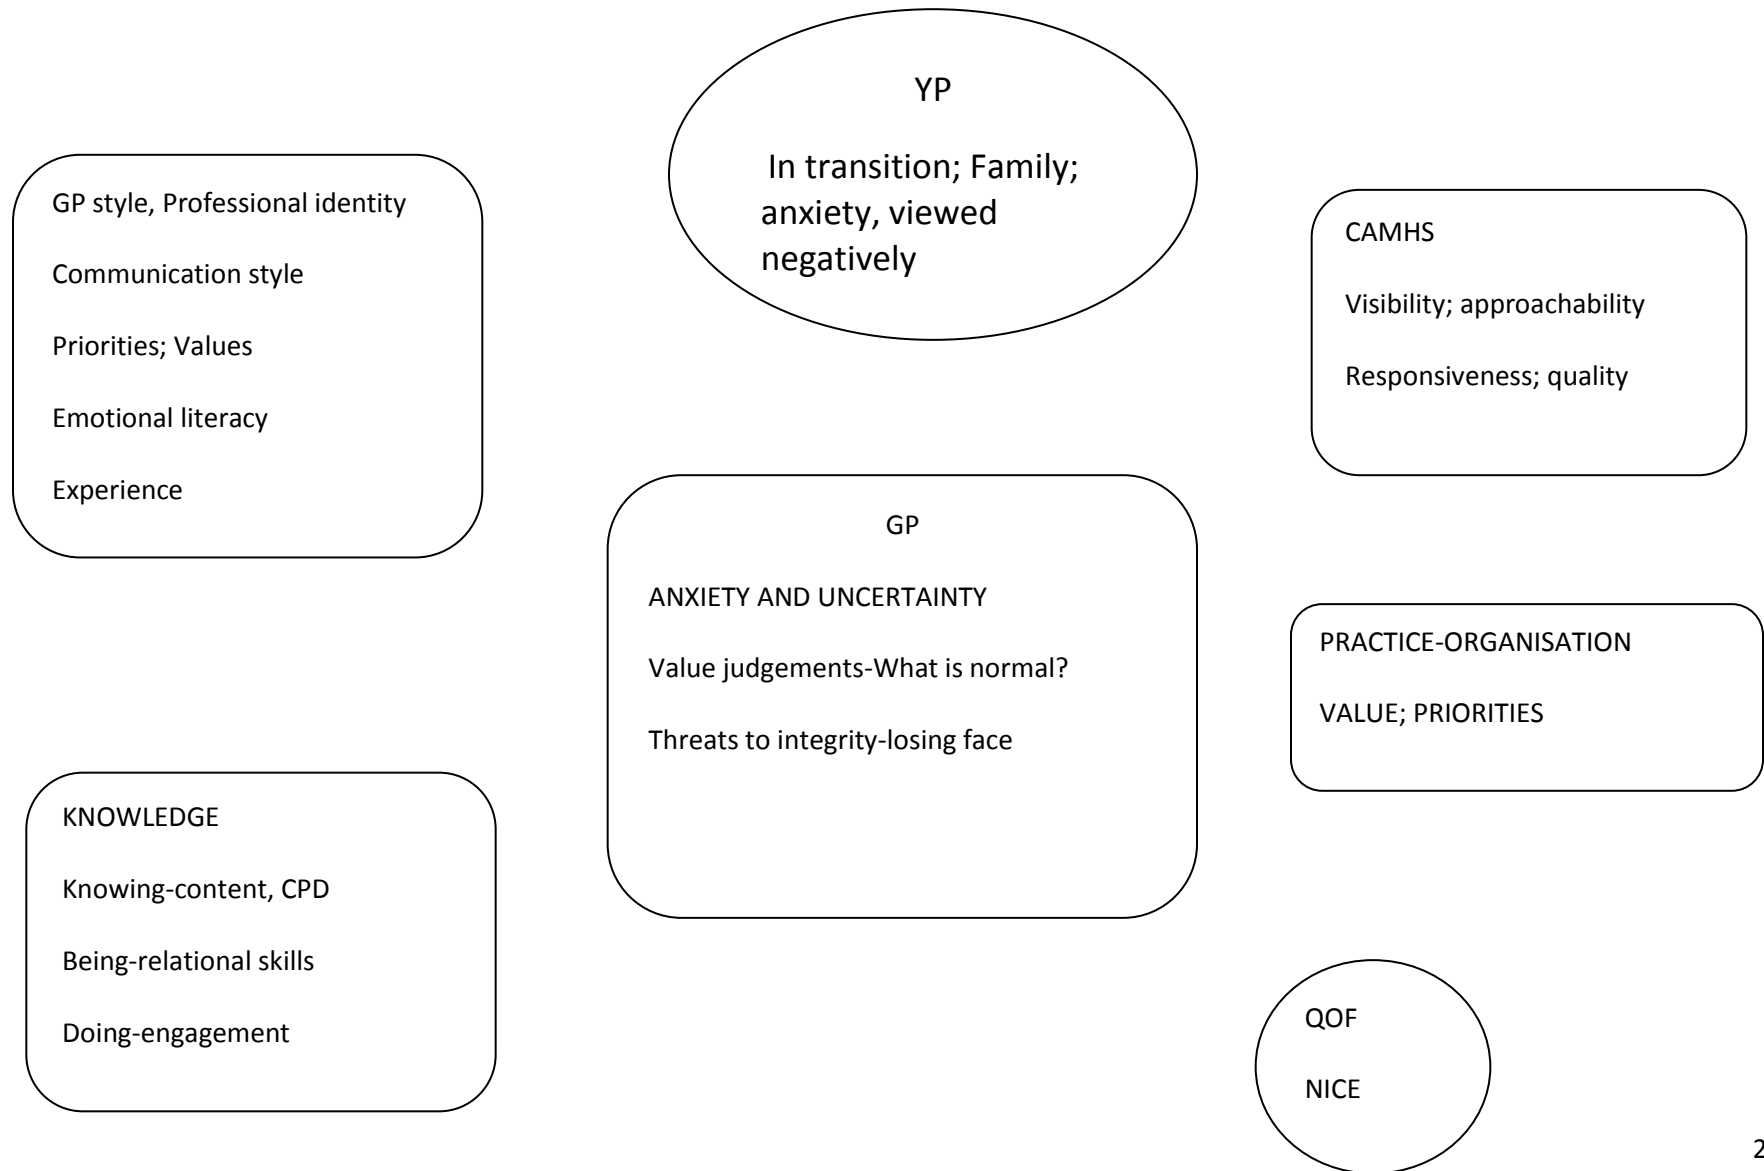 YP
In transition; Family;
anxiety, viewed
negatively
GP style, Professional identity
Communication style
Priorities; Values
Emotional literacy
Experience
CAMHS
Visibility; approachability
Responsiveness; quality
GP
ANXIETY AND UNCERTAINTY
Value judgements-What is normal?
Threats to integrity-losing face
PRACTICE-ORGANISATION
VALUE; PRIORITIES
KNOWLEDGE
Knowing-content, CPD
Being-relational skills
Doing-engagement
QOF
NICE
2